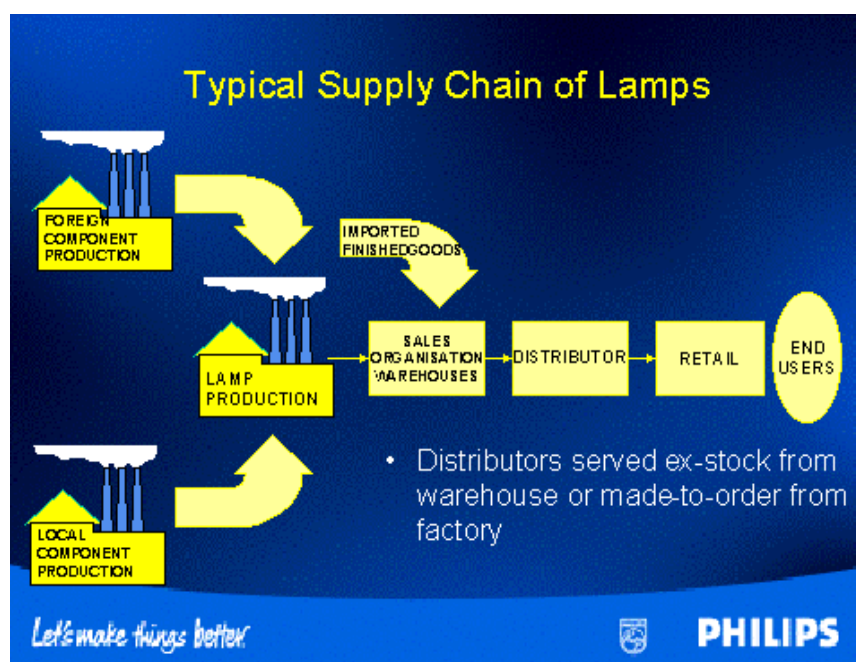 Typical Supply Chain of Lamps
FOREIGN
COMPONENT
PRODUCTION
IMPORTED
FINISHEDGOODS
LAMP
PRODUCTION
SALES
ORGANISATION
WAREHOUSES
DISTRIBUTOR
RETAIL
END
USERS
LOCAL
COMPONENT
PRODUCTION
• Distributors served ex-stock from
warehouse or made-to-order from
factory
Let's make things better.
PHILIPS